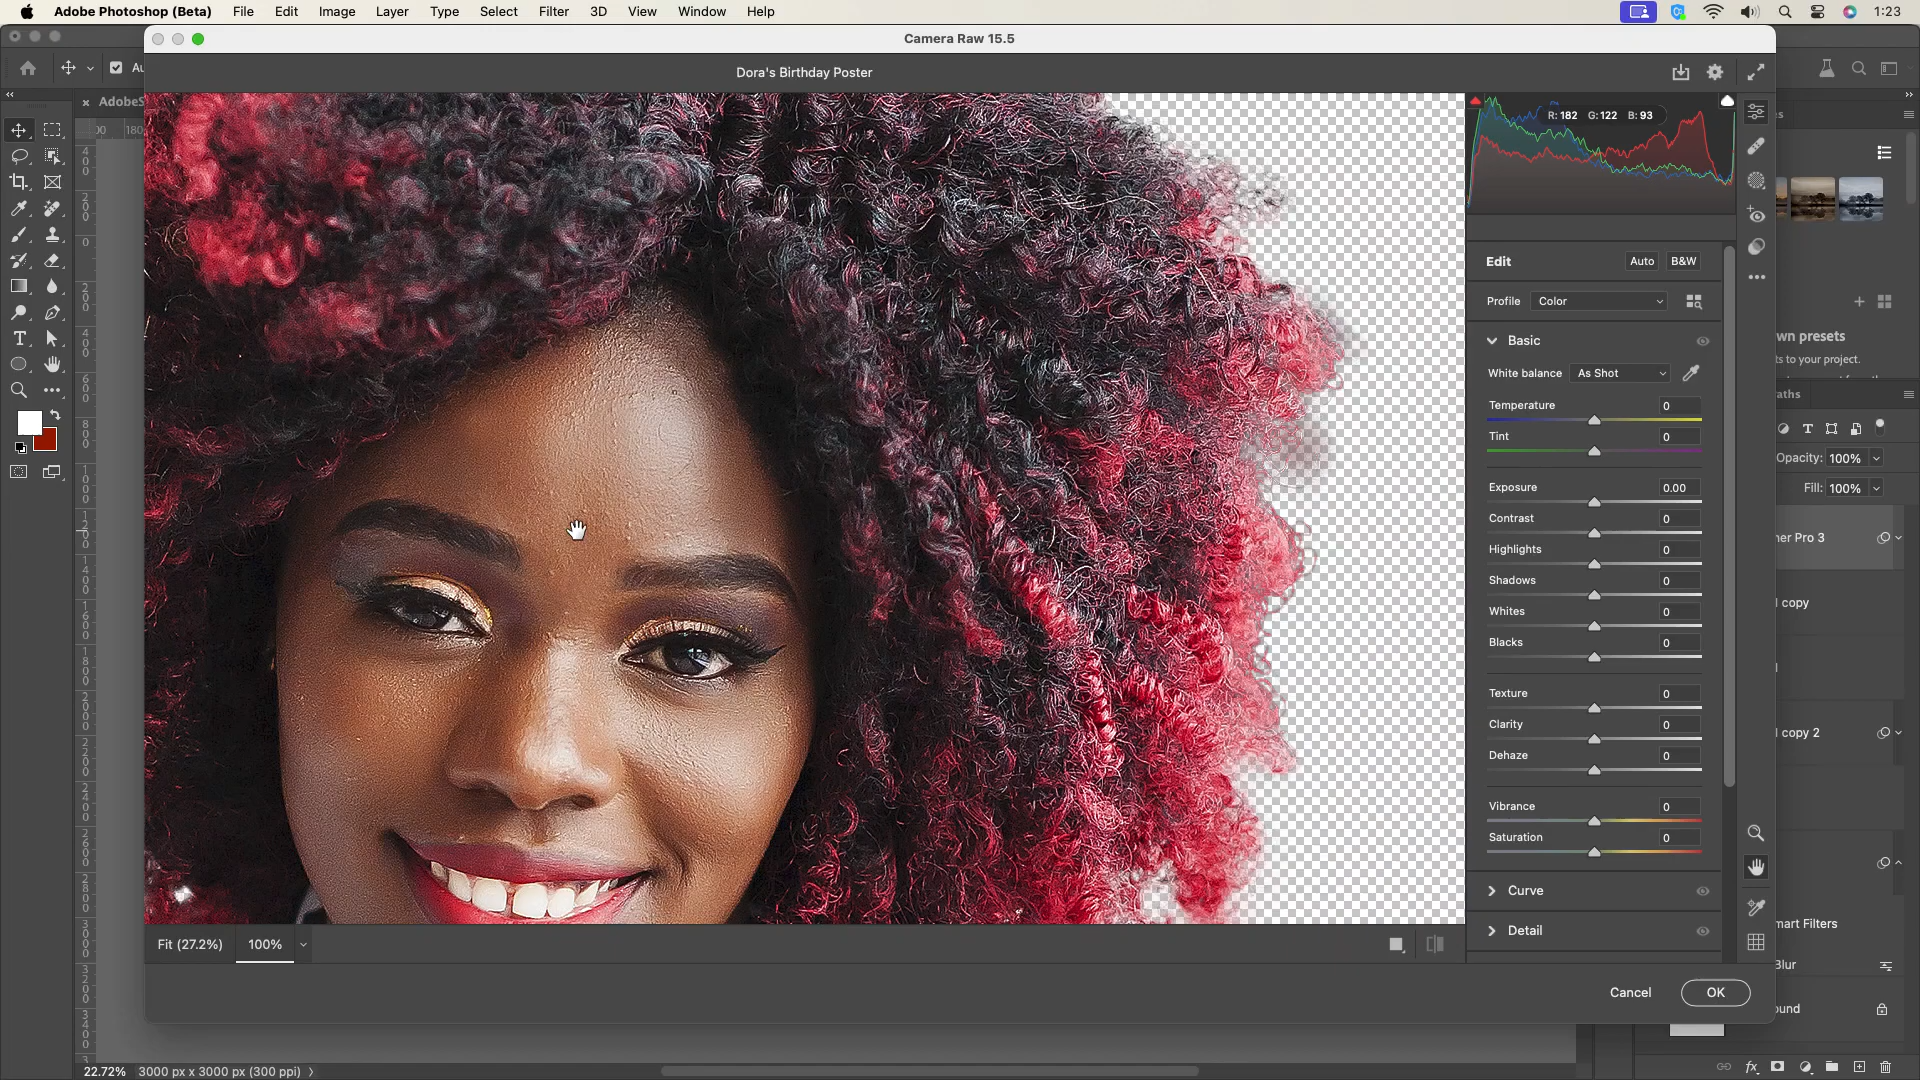 Adobe Photoshop (Beta) File Edit Image Layer Type Select Filter 3D View Window Help 1:23
Camera Raw 15.5
Dora's Birthday Poster
R: 182 G: 122 B: 93
Edit Auto B&W
Profile Color
Basic
White balance As Shot
Temperature 0
Tint 0
Exposure 0.00
Contrast 0
Highlights 0
Shadows 0
Whites 0
Blacks 0
Texture 0
Clarity 0
Dehaze 0
Vibrance 0
Saturation 0
Curve
Detail
Fit (27.2%) 100%
Cancel OK
wn presets
s to your project.
aths
Opacity: 100%
Fill: 100%
ner Pro 3
l copy
l
l copy 2
mart Filters
Blur
ound
22.72% 3000 px x 3000 px (300 ppi)